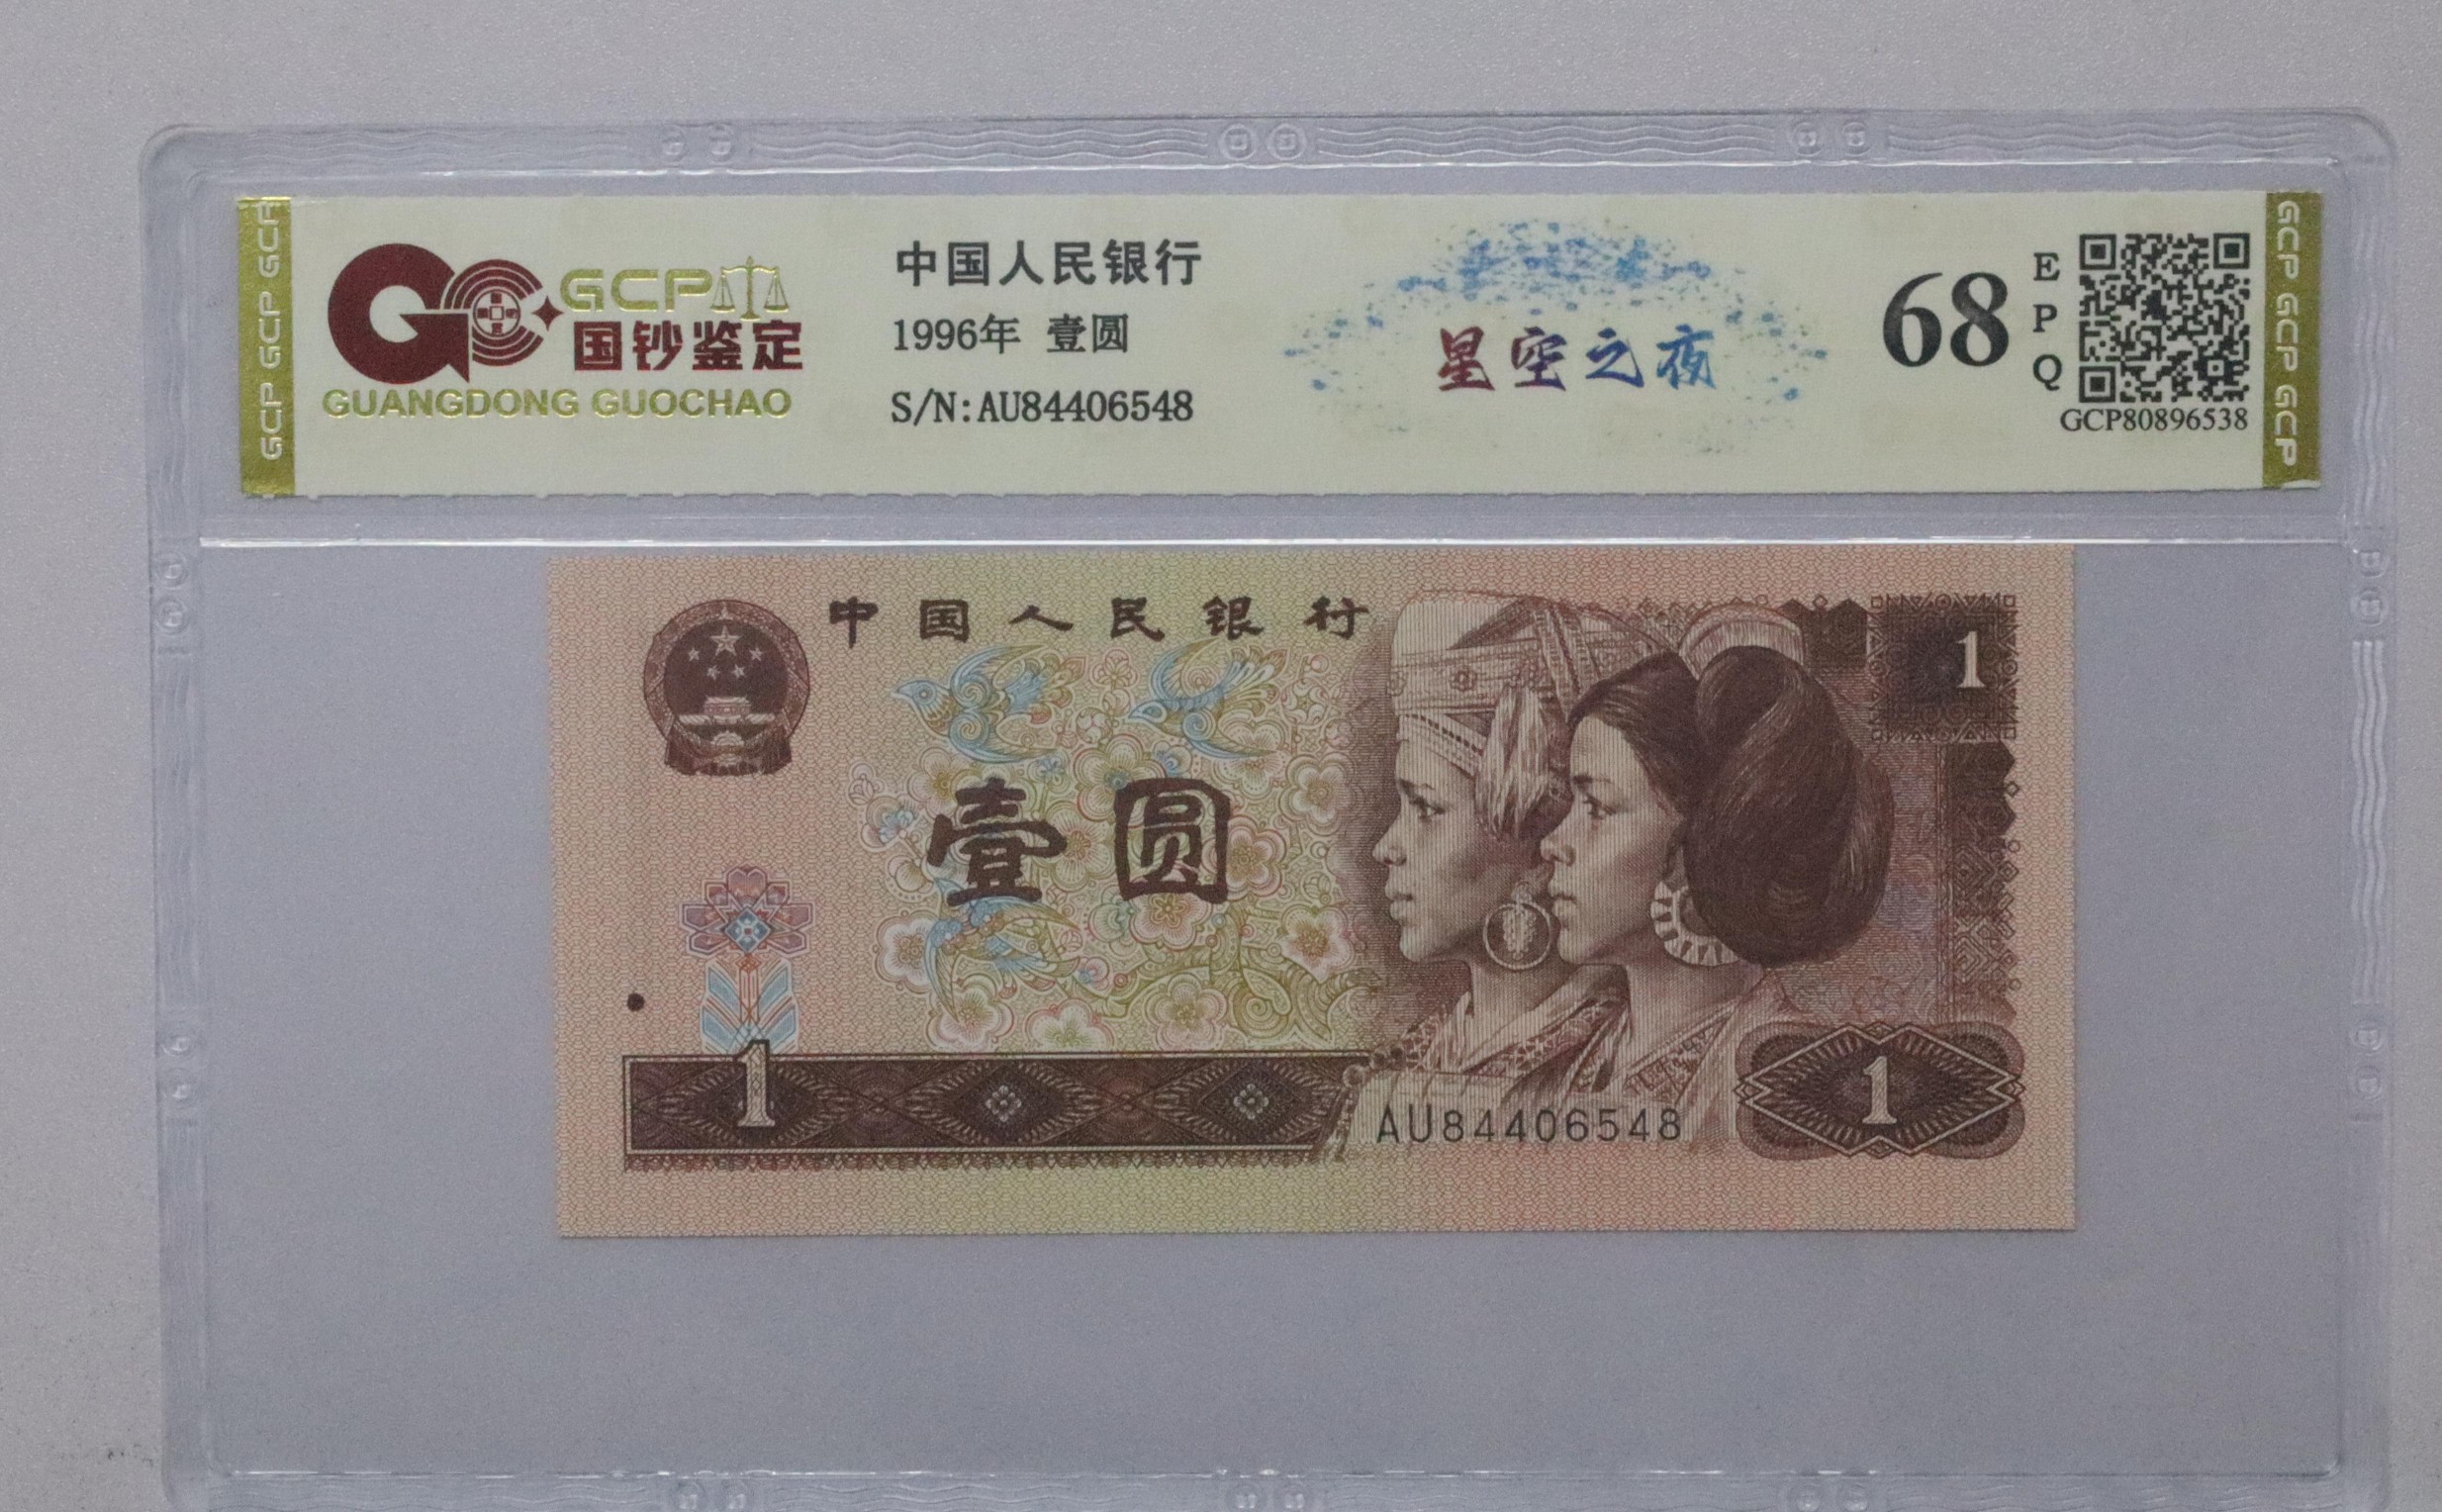 GCP GCP GCP
GCP
国钞鉴定
GUANGDONG GUOCHAO
中国人民银行
1996年 壹圆
S/N:AU84406548
星空之夜
68
EPQ
GCP80896538
GCP GCP GCP GCP
中国人民银行
1
壹圆
1
AU84406548
1